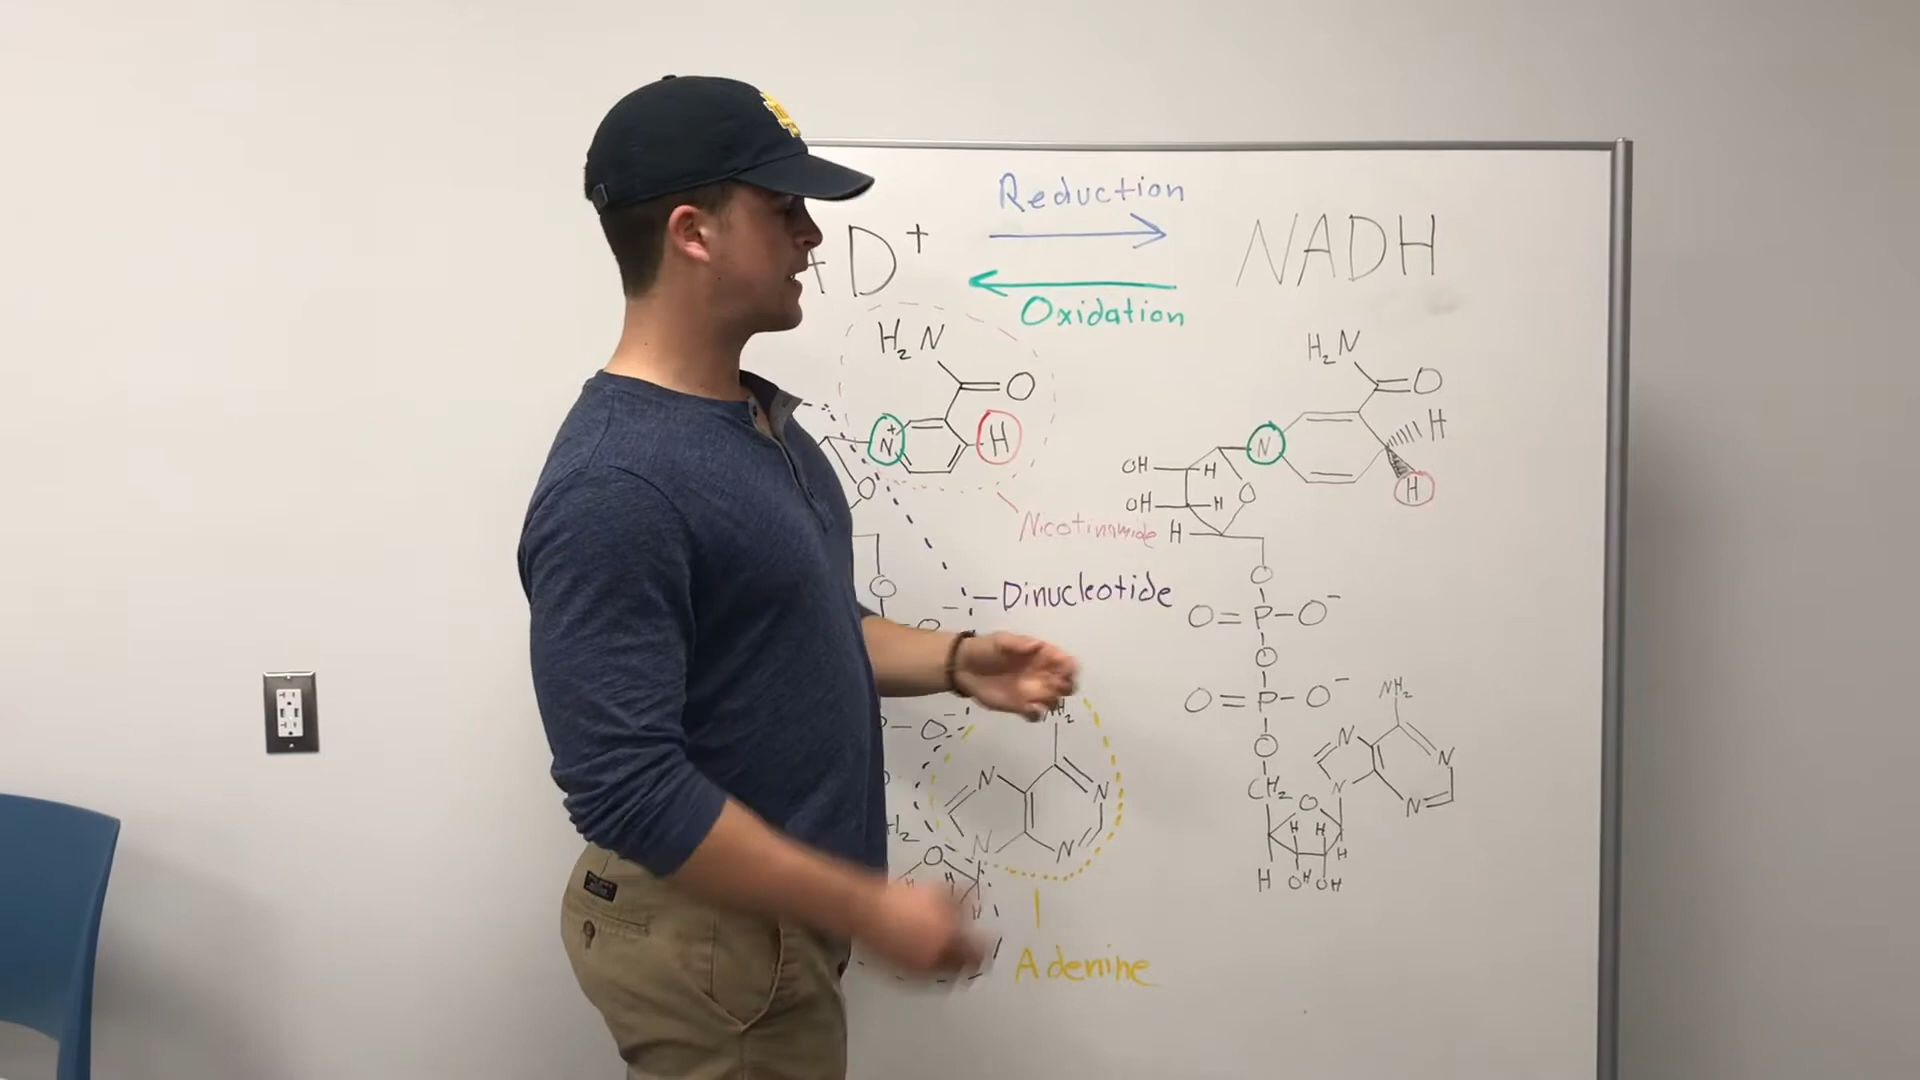 Reduction
D+
NADH
Oxidation
H2N
O
N+
H
O
Nicotinamide
Dinucleotide
O
O
O-
NH2
N
N
N
N
O
H
H
H
Adenine
H2N
O
H
H
N
OH
H
OH
H
O
H
O
O=P-O-
O
O=P-O-
O
CH2
NH2
N
N
N
N
O
H
H
H
H
OH
OH